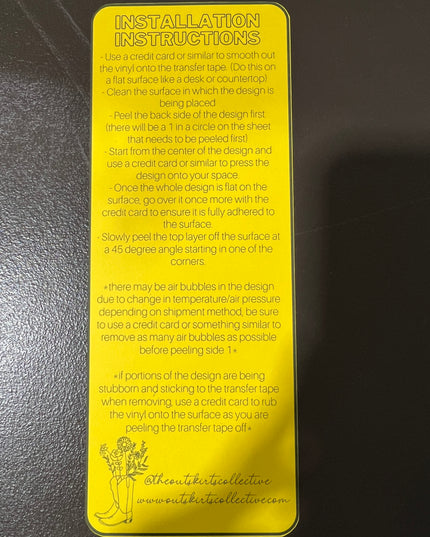 INSTALLATION
INSTRUCTIONS
- Use a credit card or similar to smooth out
the vinyl onto the transfer tape. (Do this on
a flat surface like a desk or countertop)
- Clean the surface in which the design is
being placed
- Peel the back side of the design first
(there will be a 1 in a circle on the sheet
that needs to be peeled first)
- Start from the center of the design and
use a credit card or similar to press the
design onto your space.
- Once the whole design is flat on the
surface, go over it once more with the
credit card to ensure it is fully adhered to
the surface.
- Slowly peel the top layer off the surface at
a 45 degree angle starting in one of the
corners.
*there may be air bubbles in the design
due to change in temperature/air pressure
depending on shipment method, be sure
to use a credit card or something similar to
remove as many air bubbles as possible
before peeling side 1*
*if portions of the design are being
stubborn and sticking to the transfer tape
when removing, use a credit card to rub
the vinyl onto the surface as you are
peeling the transfer tape off*
@theoutskirtscollective
www.outskirtscollective.com